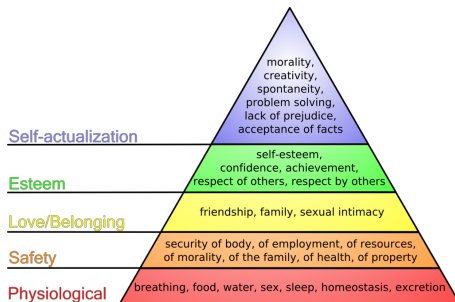 morality,
creativity,
spontaneity,
problem solving,
lack of prejudice,
acceptance of facts
Self-actualization
self-esteem,
confidence, achievement,
respect of others, respect by others
Esteem
friendship, family, sexual intimacy
Love/Belonging
security of body, of employment, of resources,
of morality, of the family, of health, of property
Safety
breathing, food, water, sex, sleep, homeostasis, excretion
Physiological